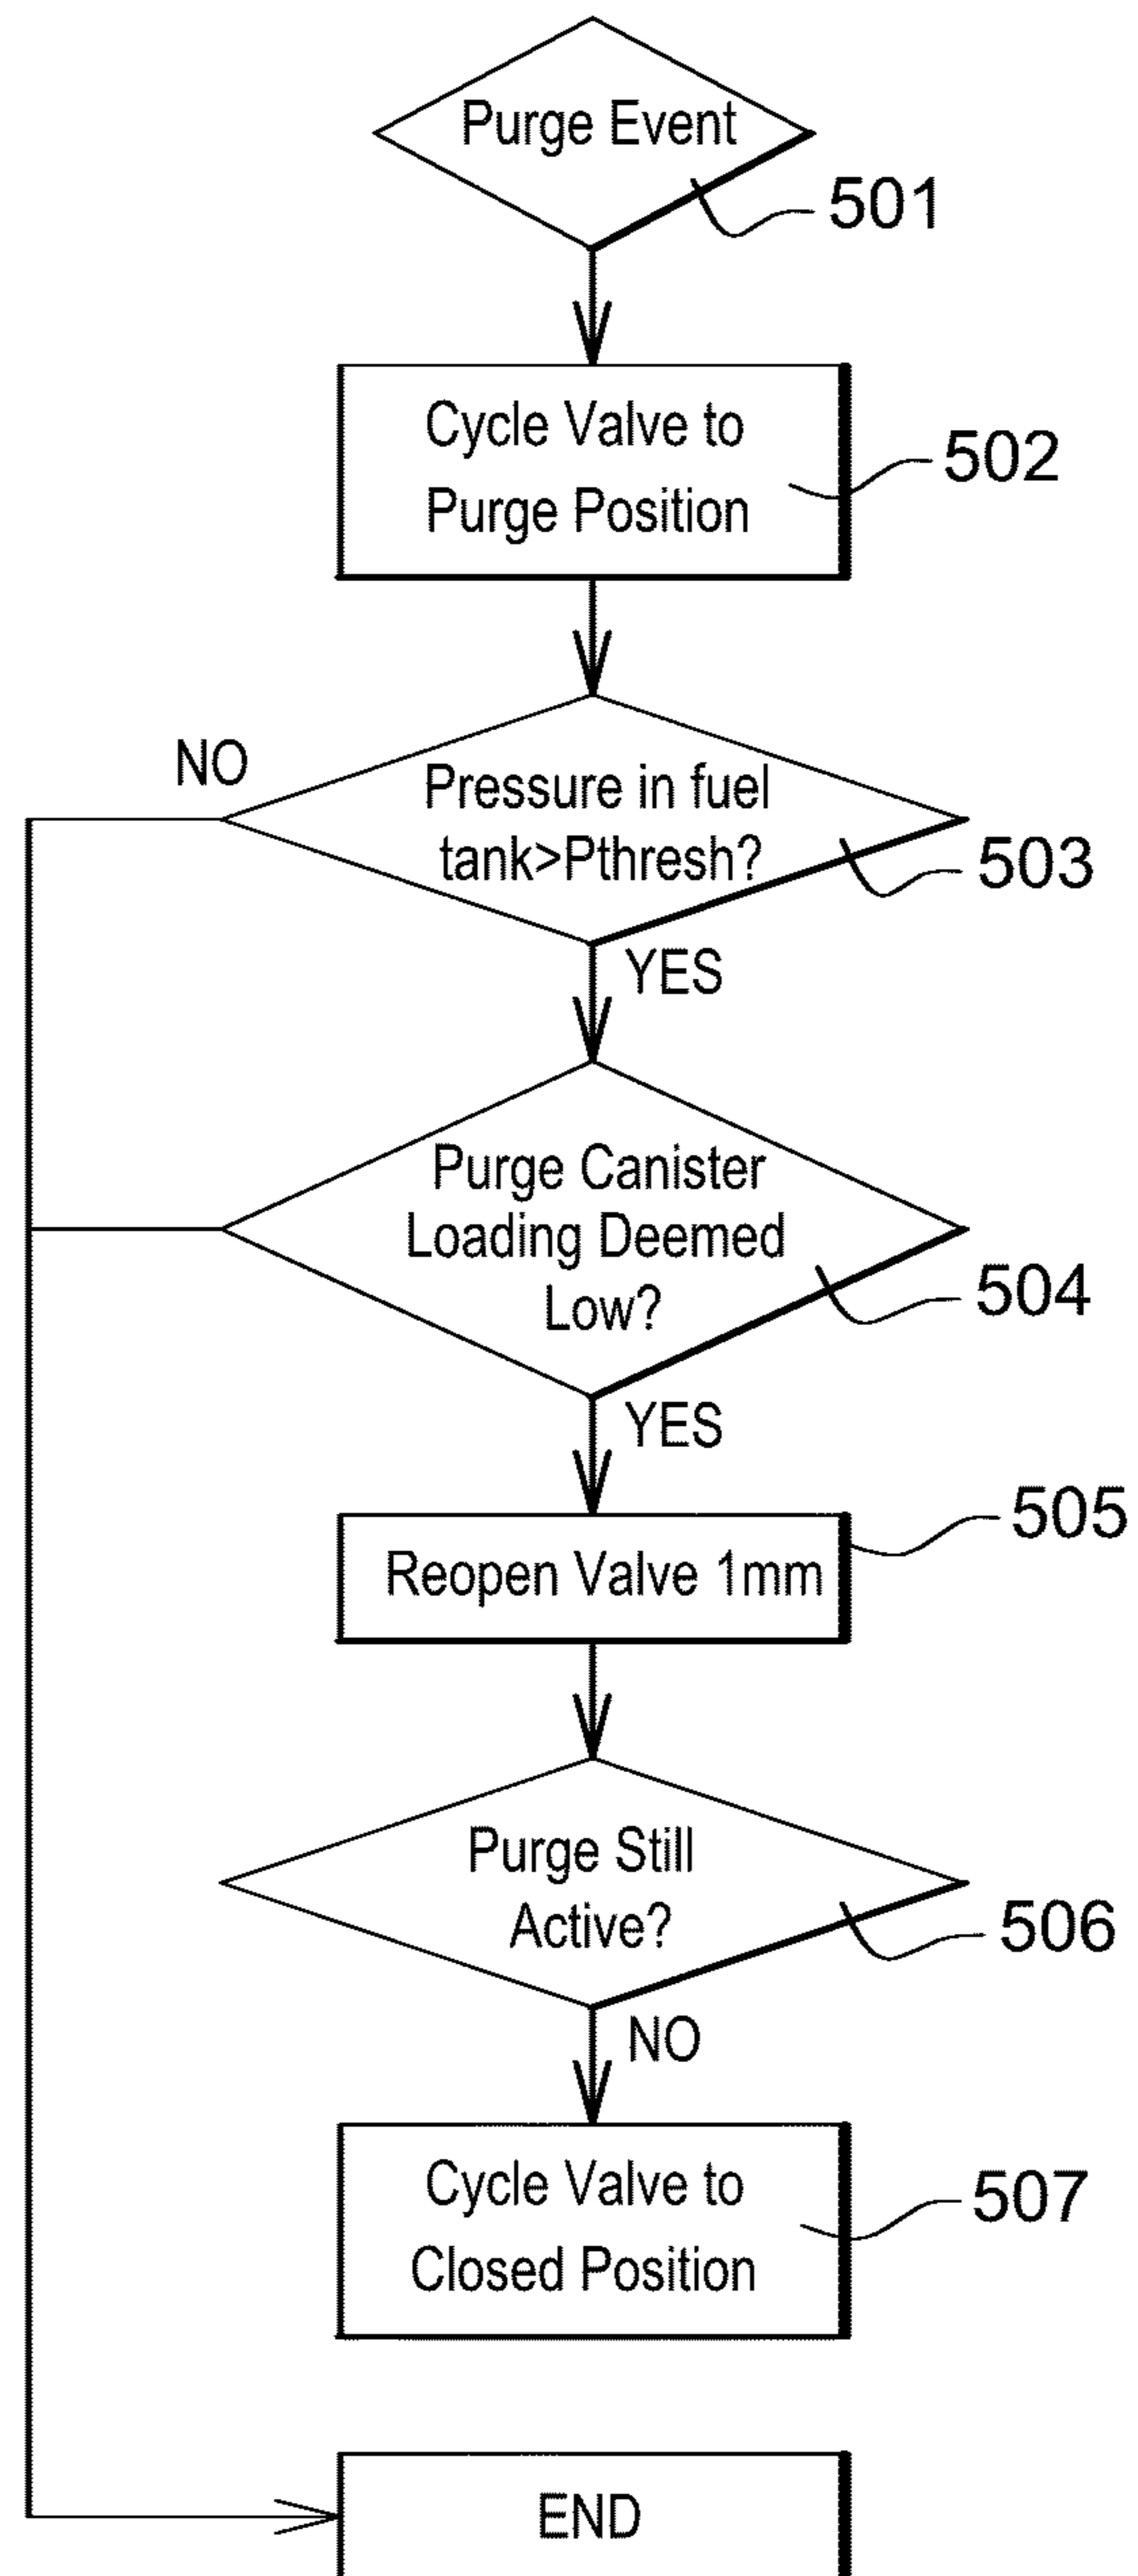 Purge Event
501
Cycle Valve to
Purge Position
502
NO
Pressure in fuel
tank>Pthresh?
503
YES
Purge Canister
Loading Deemed
Low?
504
YES
505
Reopen Valve 1mm
Purge Still
Active?
506
NO
Cycle Valve to
Closed Position
507
END